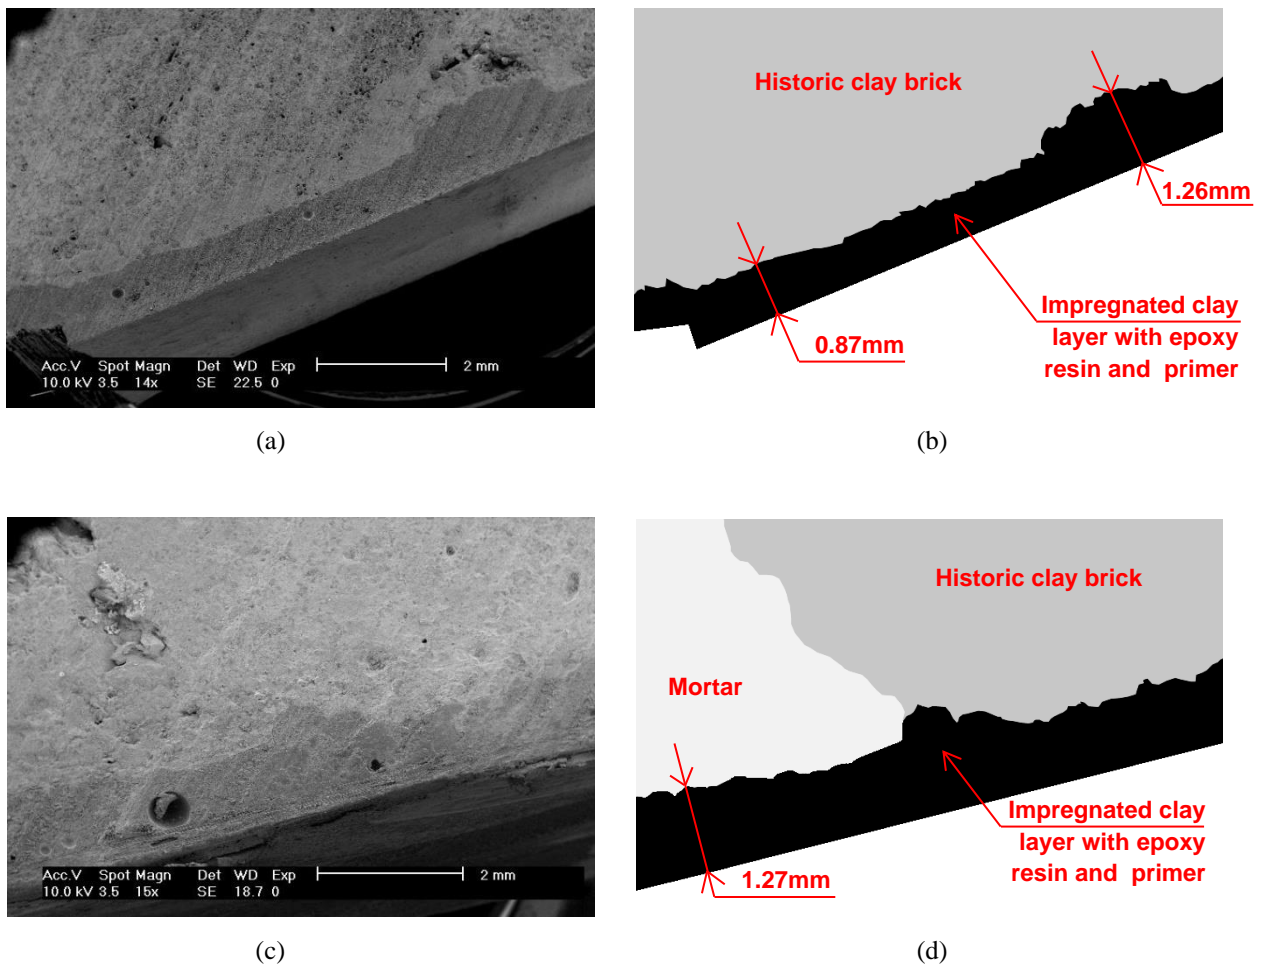 Acc.V Spot Magn Det WD Exp 2 mm
10.0 kV 3.5 14x SE 22.5 0
(a)
Historic clay brick
1.26mm
0.87mm
Impregnated clay
layer with epoxy
resin and primer
(b)
Acc.V Spot Magn Det WD Exp 2 mm
10.0 kV 3.5 15x SE 18.7 0
(c)
Historic clay brick
Mortar
1.27mm
Impregnated clay
layer with epoxy
resin and primer
(d)